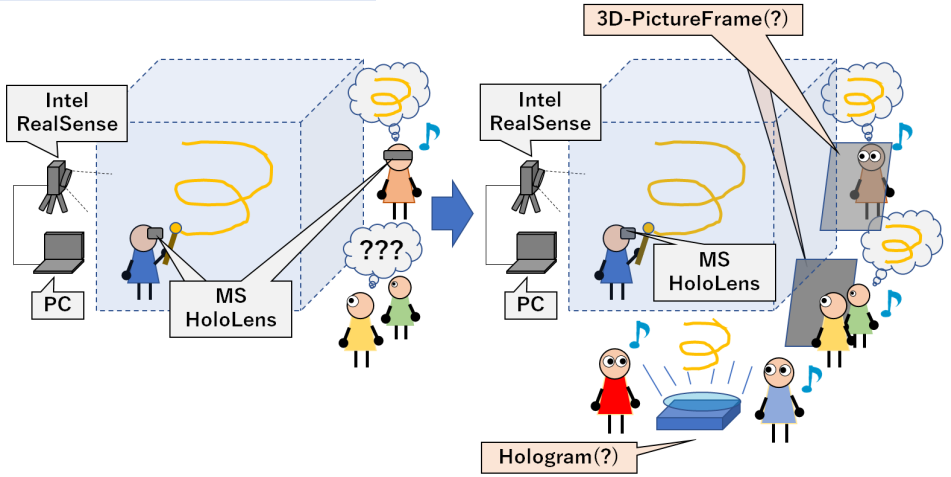 3D-PictureFrame(?)
Intel
RealSense
PC
MS
HoloLens
???
Intel
RealSense
PC
MS
HoloLens
Hologram(?)